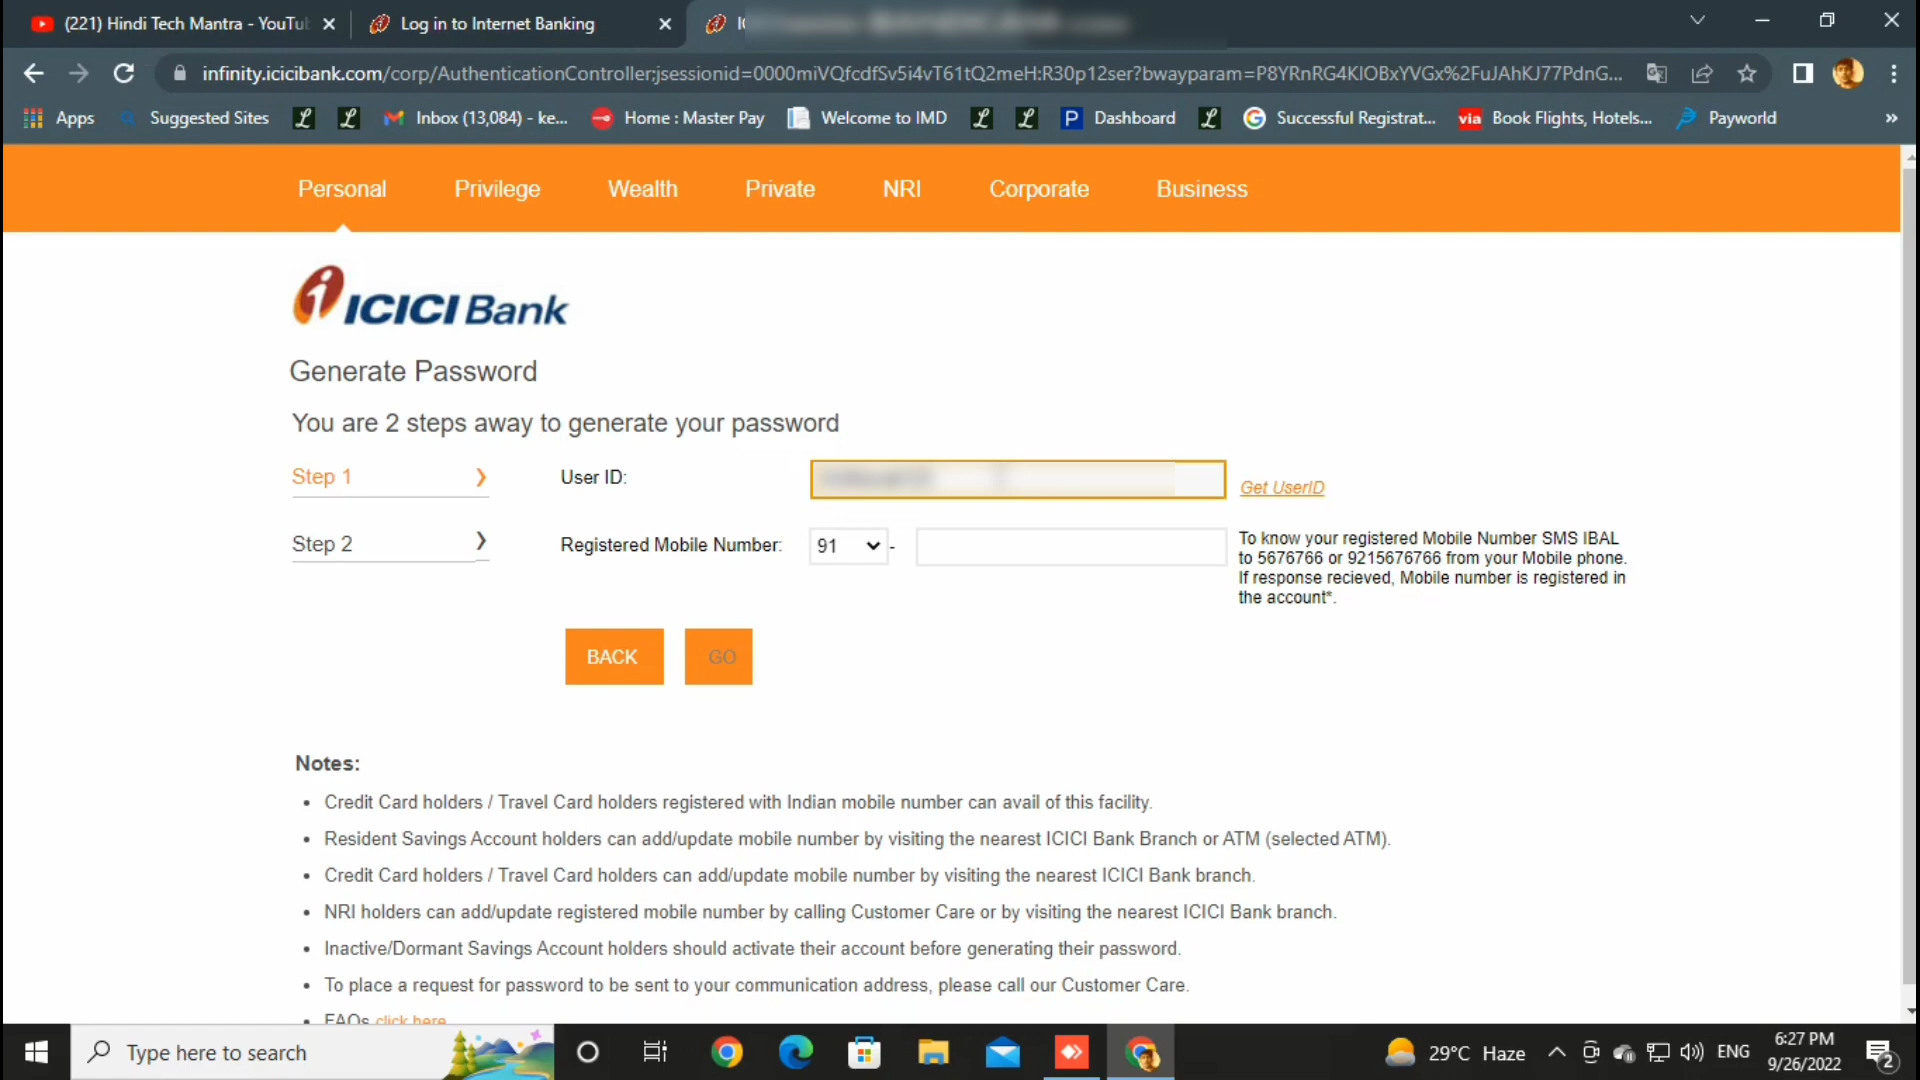 (221) Hindi Tech Mantra - YouTu
Log in to Internet Banking
infinity.icicibank.com/corp/AuthenticationController;jsessionid=0000miVQfcdfSv5i4vT61tQ2meH:R30p12ser?bwayparam=P8YRnRG4KlOBxYVGx%2FuJAhKJ77PdnG...
Apps
Suggested Sites
Inbox (13,084) - ke...
Home : Master Pay
Welcome to IMD
Dashboard
Successful Registrat...
via Book Flights, Hotels...
Payworld
»
Personal
Privilege
Wealth
Private
NRI
Corporate
Business
ICICI Bank
Generate Password
You are 2 steps away to generate your password
Step 1
User ID:
Get UserID
Step 2
Registered Mobile Number:
91
-
To know your registered Mobile Number SMS IBAL
to 5676766 or 9215676766 from your Mobile phone.
If response recieved, Mobile number is registered in
the account*.
BACK
GO
Notes:
• Credit Card holders / Travel Card holders registered with Indian mobile number can avail of this facility.
• Resident Savings Account holders can add/update mobile number by visiting the nearest ICICI Bank Branch or ATM (selected ATM).
• Credit Card holders / Travel Card holders can add/update mobile number by visiting the nearest ICICI Bank branch.
• NRI holders can add/update registered mobile number by calling Customer Care or by visiting the nearest ICICI Bank branch.
• Inactive/Dormant Savings Account holders should activate their account before generating their password.
• To place a request for password to be sent to your communication address, please call our Customer Care.
• FAQs click here
Type here to search
29°C Haze
ENG
6:27 PM
9/26/2022
2